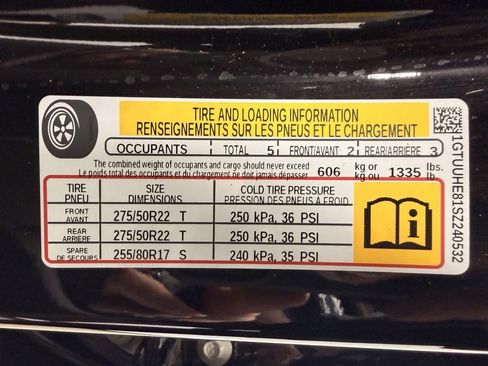 TIRE AND LOADING INFORMATION
RENSEIGNEMENTS SUR LES PNEUS ET LE CHARGEMENT
OCCUPANTS TOTAL 5 FRONT/AVANT 2 REAR/ARRIÈRE 3
The combined weight of occupants and cargo should never exceed 606 kg or 1335 lbs.
Le poids total des occupants et du chargement ne doit jamais dépasser kg ou lb.
TIRE SIZE COLD TIRE PRESSURE
PNEU DIMENSIONS PRESSION DES PNEUS A FROID
FRONT
AVANT 275/50R22 T 250 kPa, 36 PSI
REAR
ARRIÈRE 275/50R22 T 250 kPa, 36 PSI
SPARE
DE SECOURS 255/80R17 S 240 kPa, 35 PSI
i
1GTUUHE81SZ240532